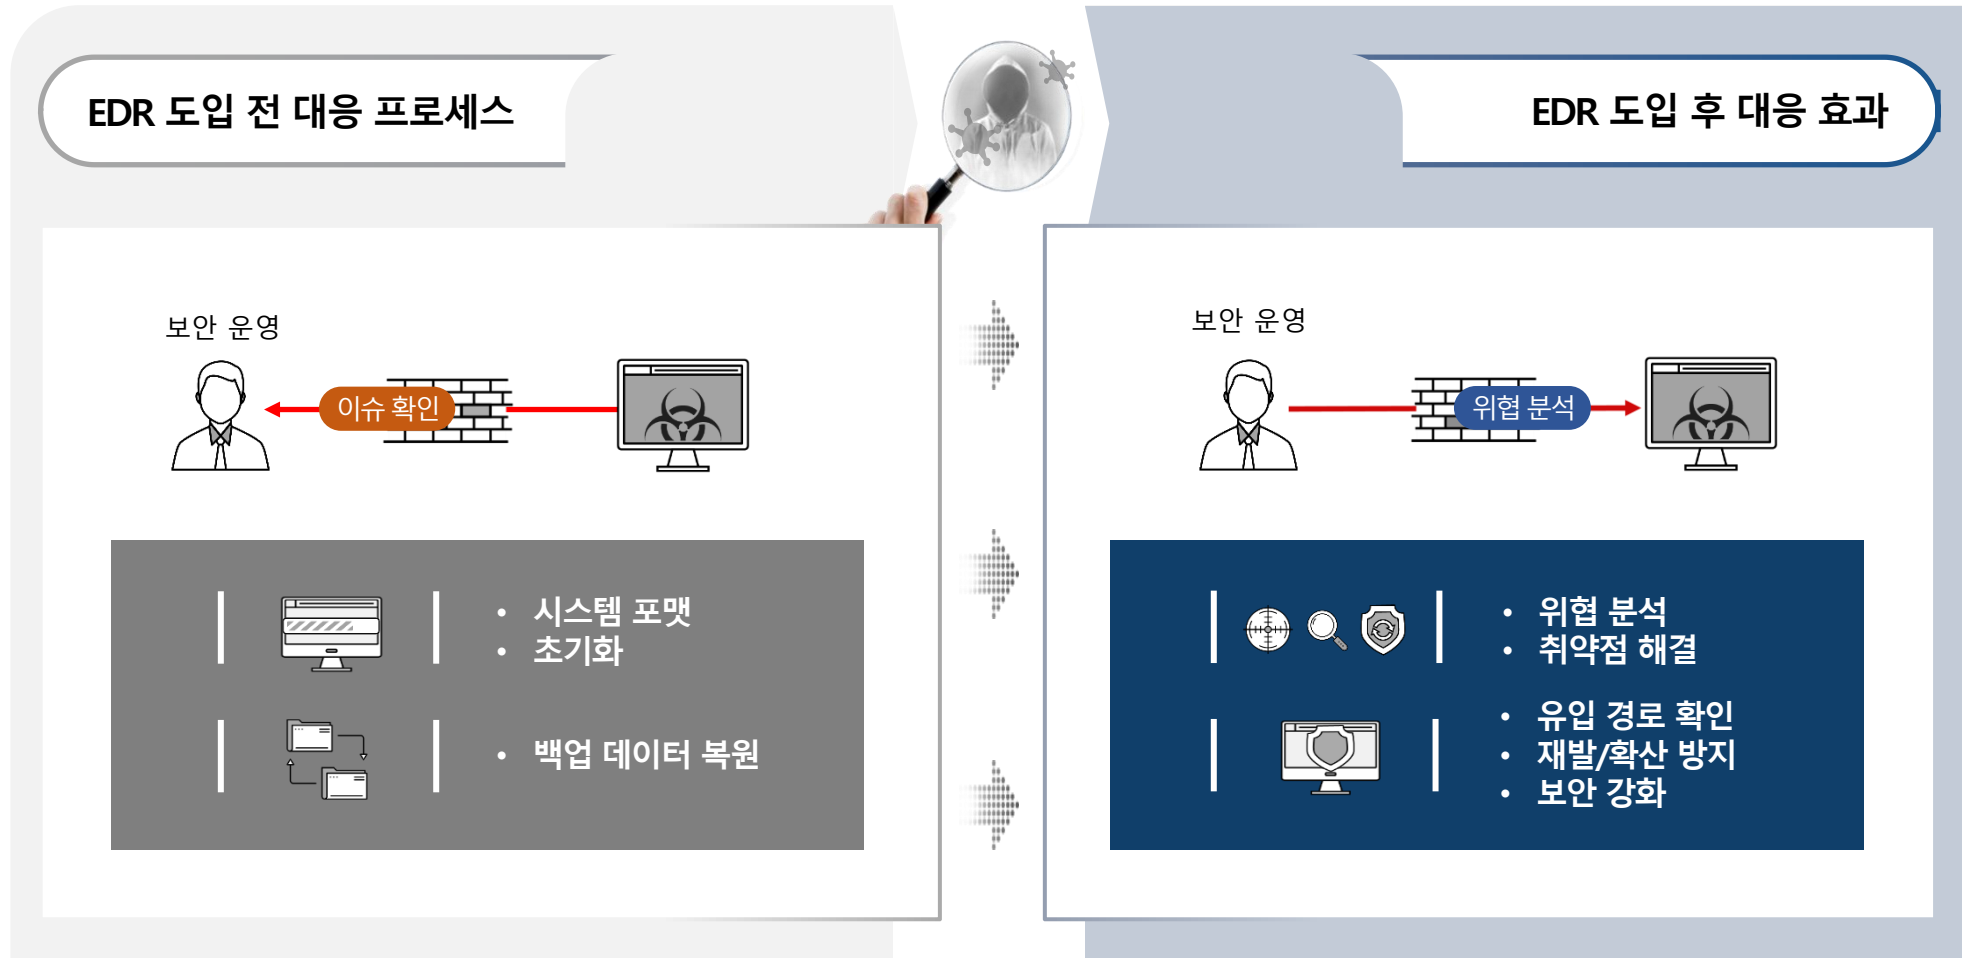 EDR 도입 전 대응 프로세스
EDR 도입 후 대응 효과
보안 운영
이슈 확인
• 시스템 포맷
• 초기화
• 백업 데이터 복원
보안 운영
위협 분석
• 위협 분석
• 취약점 해결
• 유입 경로 확인
• 재발/확산 방지
• 보안 강화